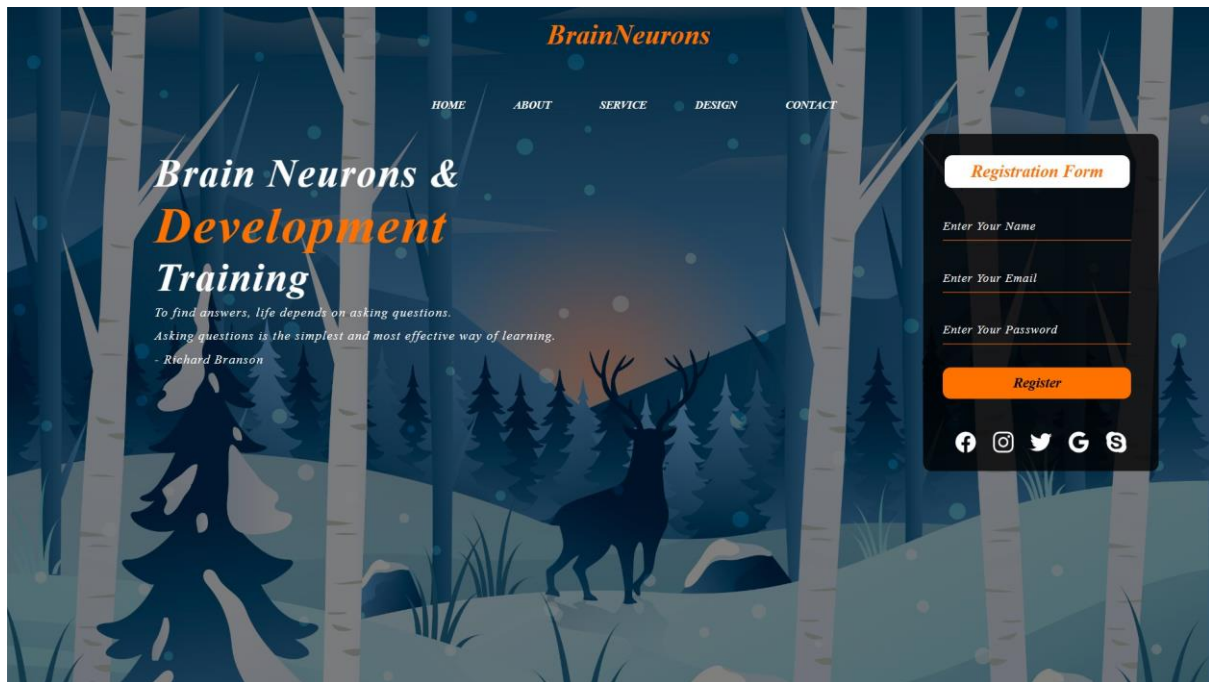 BrainNeurons
HOME ABOUT SERVICE DESIGN CONTACT
Brain Neurons &
Development
Training
To find answers, life depends on asking questions.
Asking questions is the simplest and most effective way of learning.
- Richard Branson
Registration Form
Enter Your Name
Enter Your Email
Enter Your Password
Register